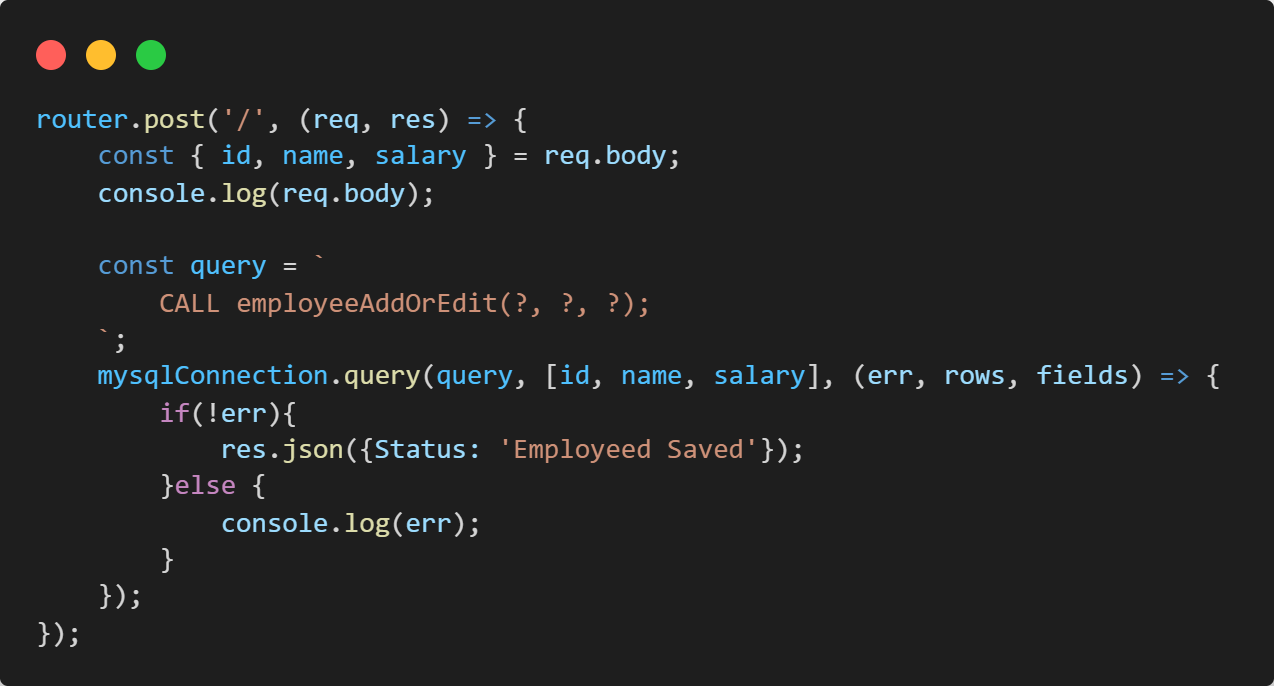 router.post('/', (req, res) => {
    const { id, name, salary } = req.body;
    console.log(req.body);

    const query = `
        CALL employeeAddOrEdit(?, ?, ?);
    `;
    mysqlConnection.query(query, [id, name, salary], (err, rows, fields) => {
        if(!err){
            res.json({Status: 'Employeed Saved'});
        }else {
            console.log(err);
        }
    });
});